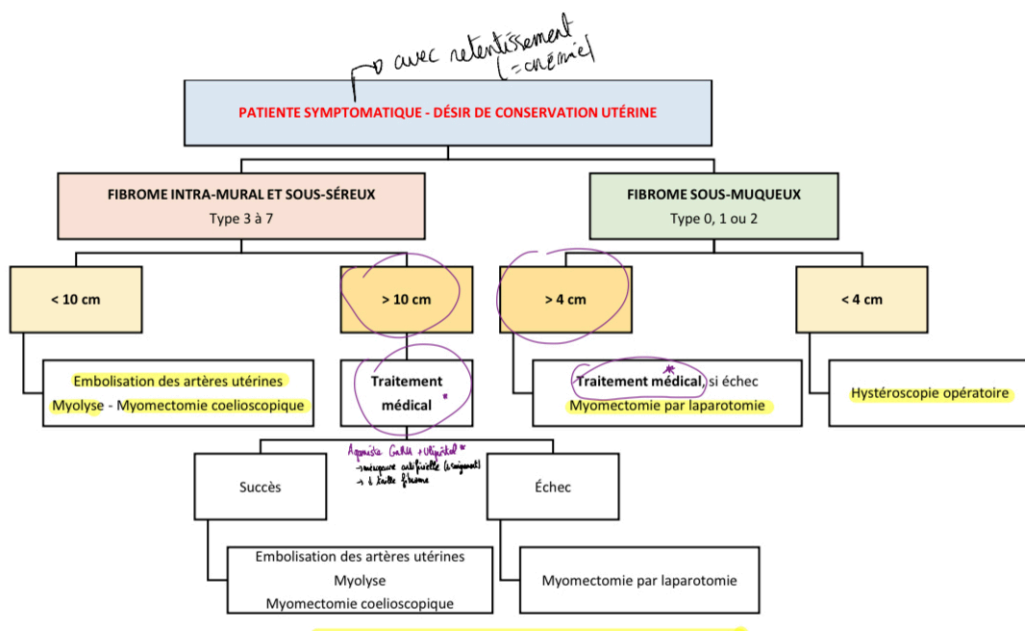 avec retentissement
(=anémie)
PATIENTE SYMPTOMATIQUE - DÉSIR DE CONSERVATION UTÉRINE
FIBROME INTRA-MURAL ET SOUS-SÉREUX
Type 3 à 7
FIBROME SOUS-MUQUEUX
Type 0, 1 ou 2
< 10 cm
> 10 cm
> 4 cm
< 4 cm
Embolisation des artères utérines
Myolyse - Myomectomie coelioscopique
Traitement
médical *
Traitement médical*, si échec
Myomectomie par laparotomie
Hystéroscopie opératoire
Agoniste GnRH +
→ ménopause artificielle (↓ saignement)
→ ↓ taille fibrome
Succès
Échec
Embolisation des artères utérines
Myolyse
Myomectomie coelioscopique
Myomectomie par laparotomie